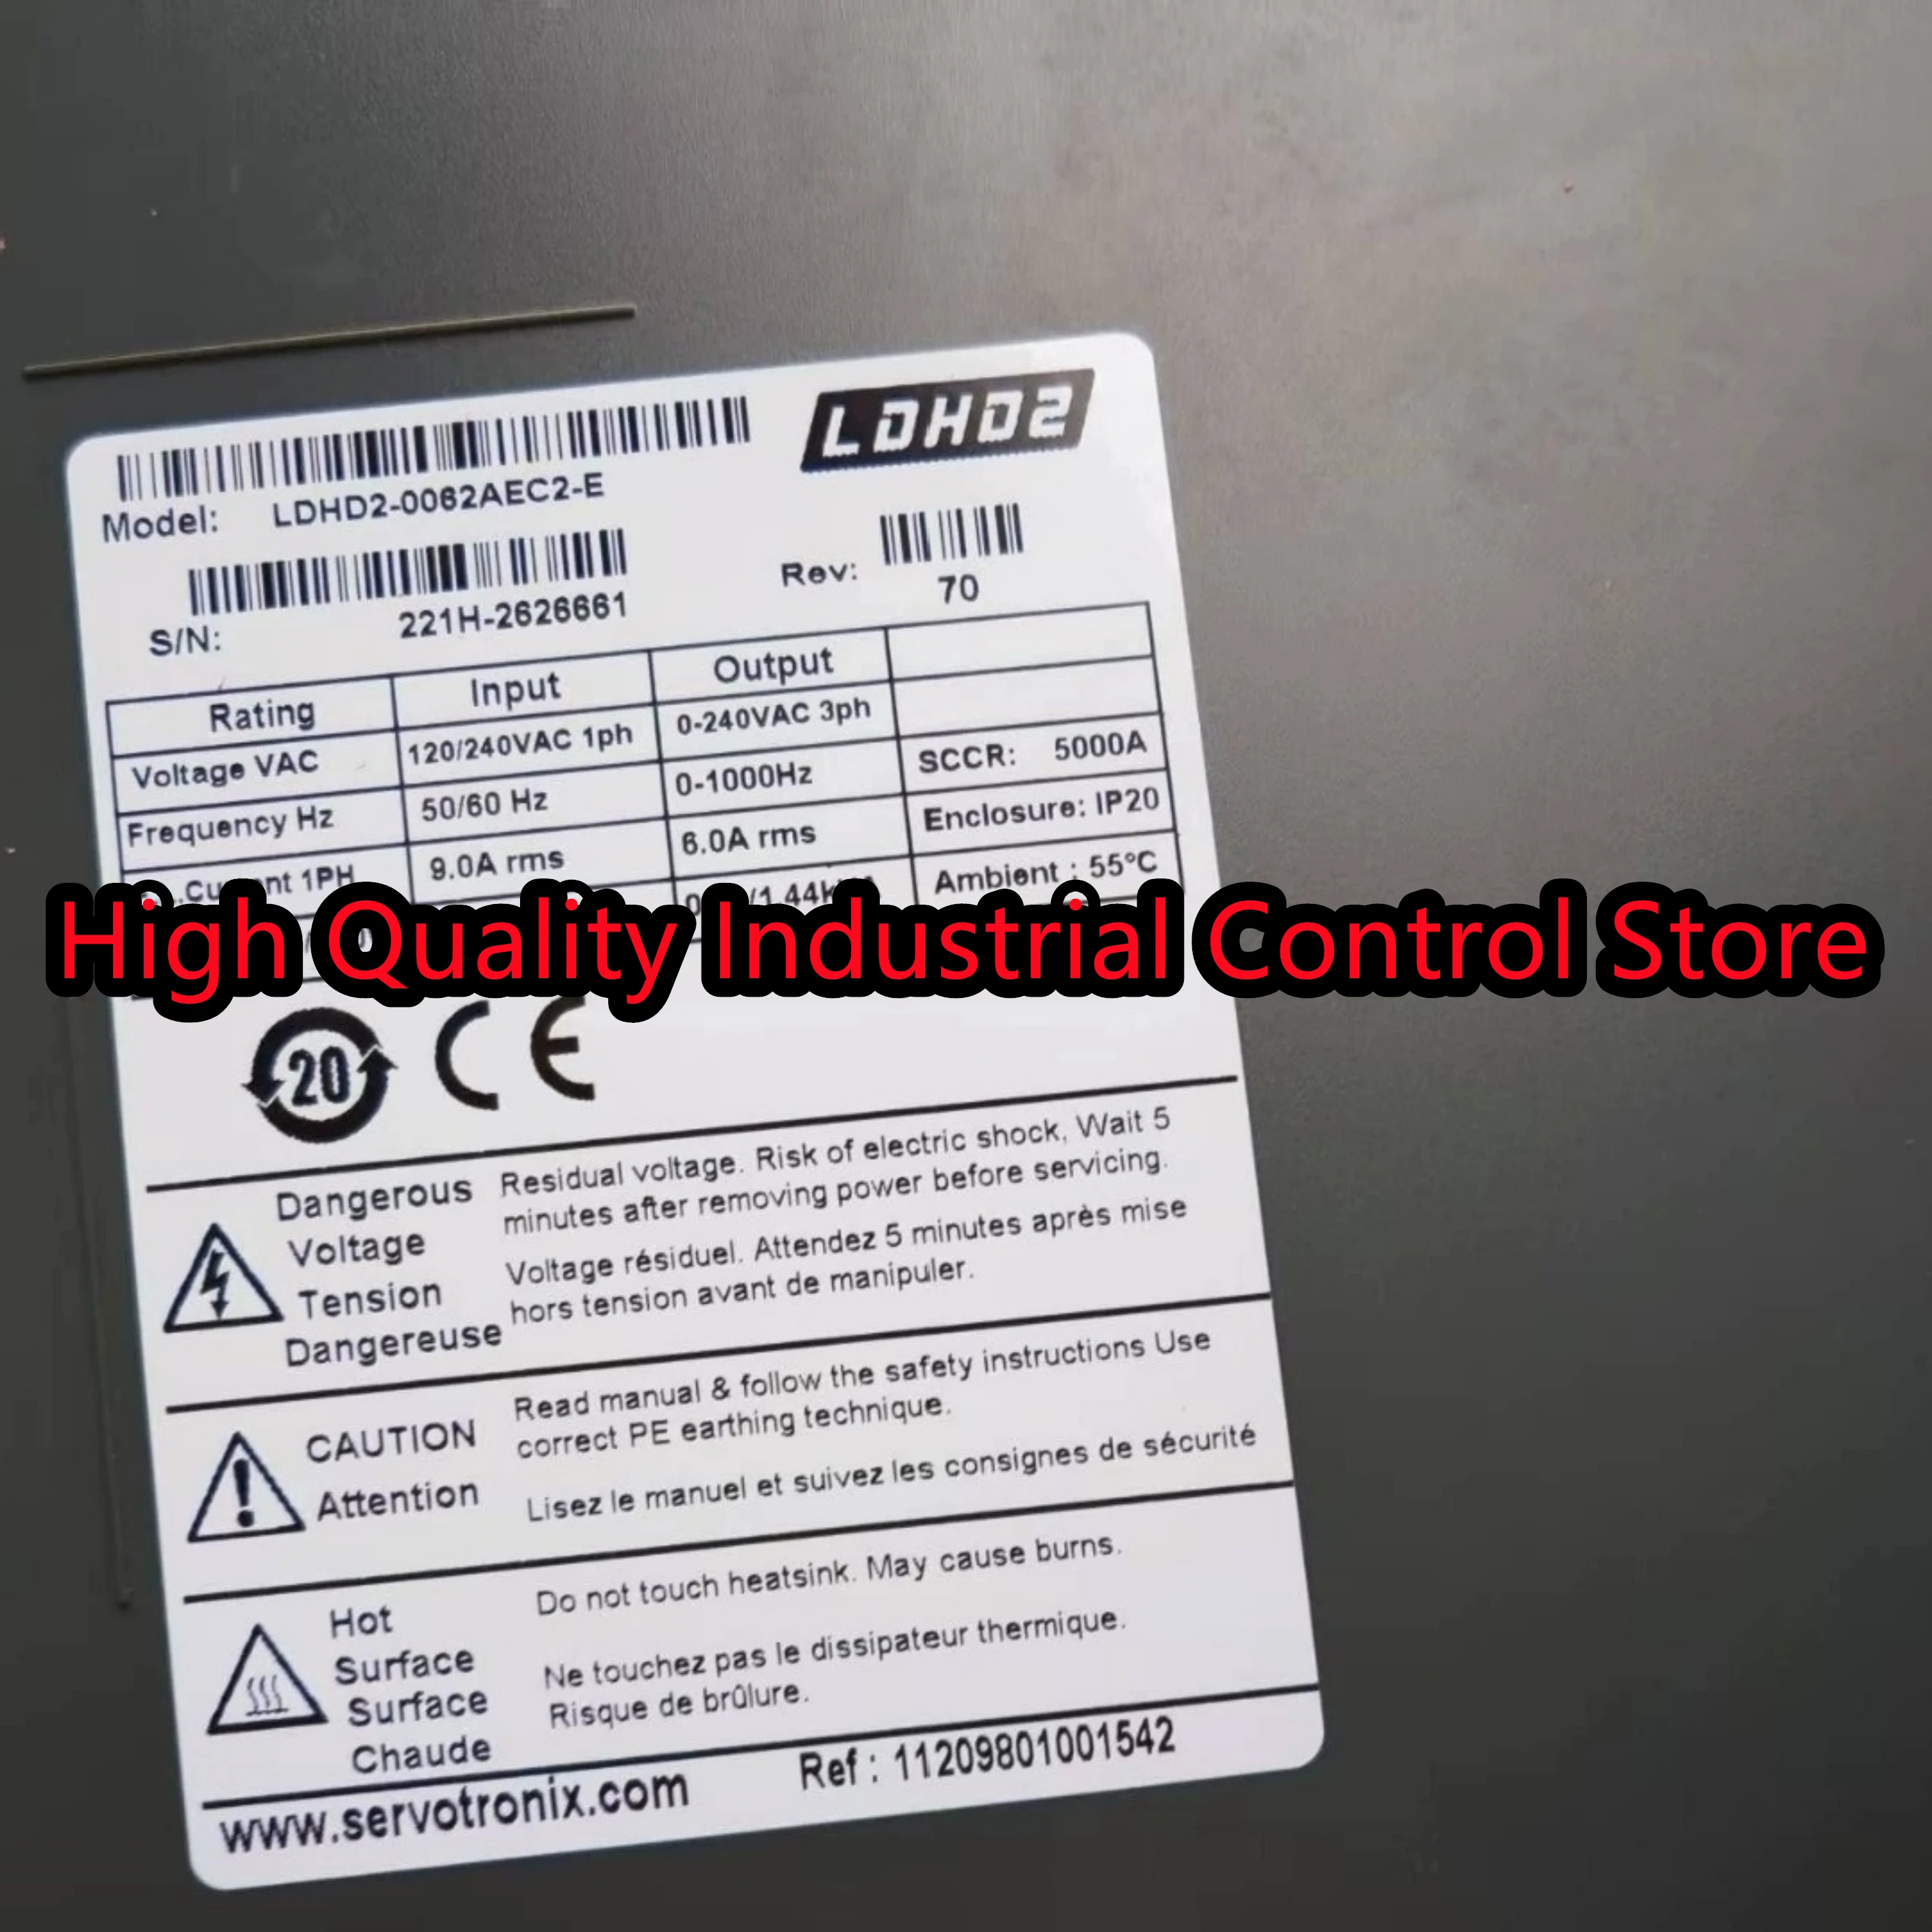 LDHD2
Model: LDHD2-0062AEC2-E
S/N: 221H-2626661
Rev: 70
Rating Input Output
Voltage VAC 120/240VAC 1ph 0-240VAC 3ph
Frequency Hz 50/60 Hz 0-1000Hz SCCR: 5000A
1PH 9.0A rms 6.0A rms Enclosure: IP20
Ambient : 55°C
High Quality Industrial Control Store
20 CE
Dangerous
Voltage
Tension
Dangereuse
Residual voltage. Risk of electric shock, Wait 5
minutes after removing power before servicing.
Voltage résiduel. Attendez 5 minutes après mise
hors tension avant de manipuler.
CAUTION
Attention
Read manual & follow the safety instructions Use
correct PE earthing technique.
Lisez le manuel et suivez les consignes de sécurité
Hot
Surface
Surface
Chaude
Do not touch heatsink. May cause burns.
Ne touchez pas le dissipateur thermique.
Risque de brûlure.
www.servotronix.com Ref : 11209801001542